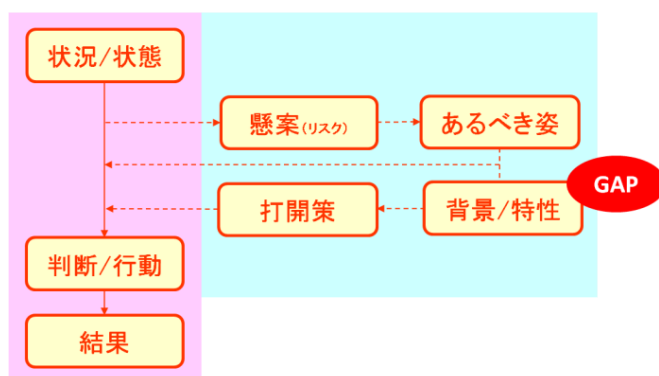 状況/状態
懸案(リスク)
あるべき姿
GAP
打開策
背景/特性
判断/行動
結果